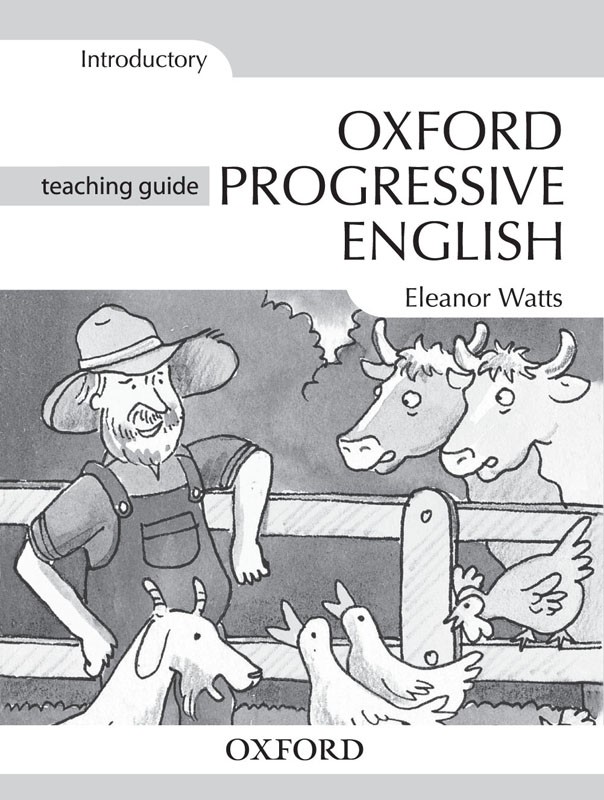 Introductory
OXFORD
teaching guide
PROGRESSIVE
ENGLISH
Eleanor Watts
OXFORD